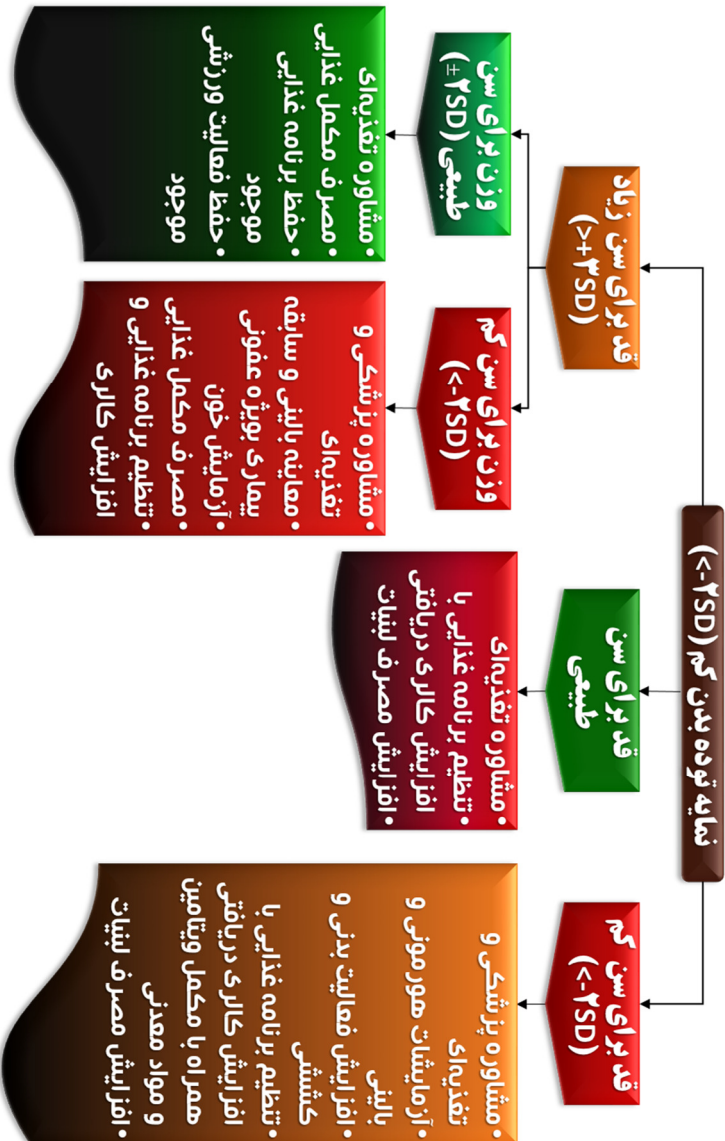 نمایه توده بدن کم (<-۲SD)
قد برای سن زیاد
(>+۳SD)
قد برای سن
طبیعی
قد برای سن کم
(<-۲SD)
وزن برای سن
طبیعی (±۲SD)
وزن برای سن کم
(<-۲SD)
•مشاوره تغذیه‌ای
•مصرف مکمل غذایی
•حفظ برنامه غذایی
موجود
•حفظ فعالیت ورزشی
موجود
•مشاوره پزشکی و
تغذیه‌ای
•معاینه بالینی و سابقه
بیماری بویژه عفونی
•آزمایش خون
•مصرف مکمل غذایی
•تنظیم برنامه غذایی و
افزایش کالری
•مشاوره تغذیه‌ای
•تنظیم برنامه غذایی با
افزایش کالری دریافتی
•افزایش مصرف لبنیات
•مشاوره پزشکی و
تغذیه‌ای
•آزمایشات هورمونی و
بالینی
•افزایش فعالیت بدنی و
کششی
•تنظیم برنامه غذایی با
افزایش کالری دریافتی
همراه با مکمل ویتامین
و مواد معدنی
•افزایش مصرف لبنیات